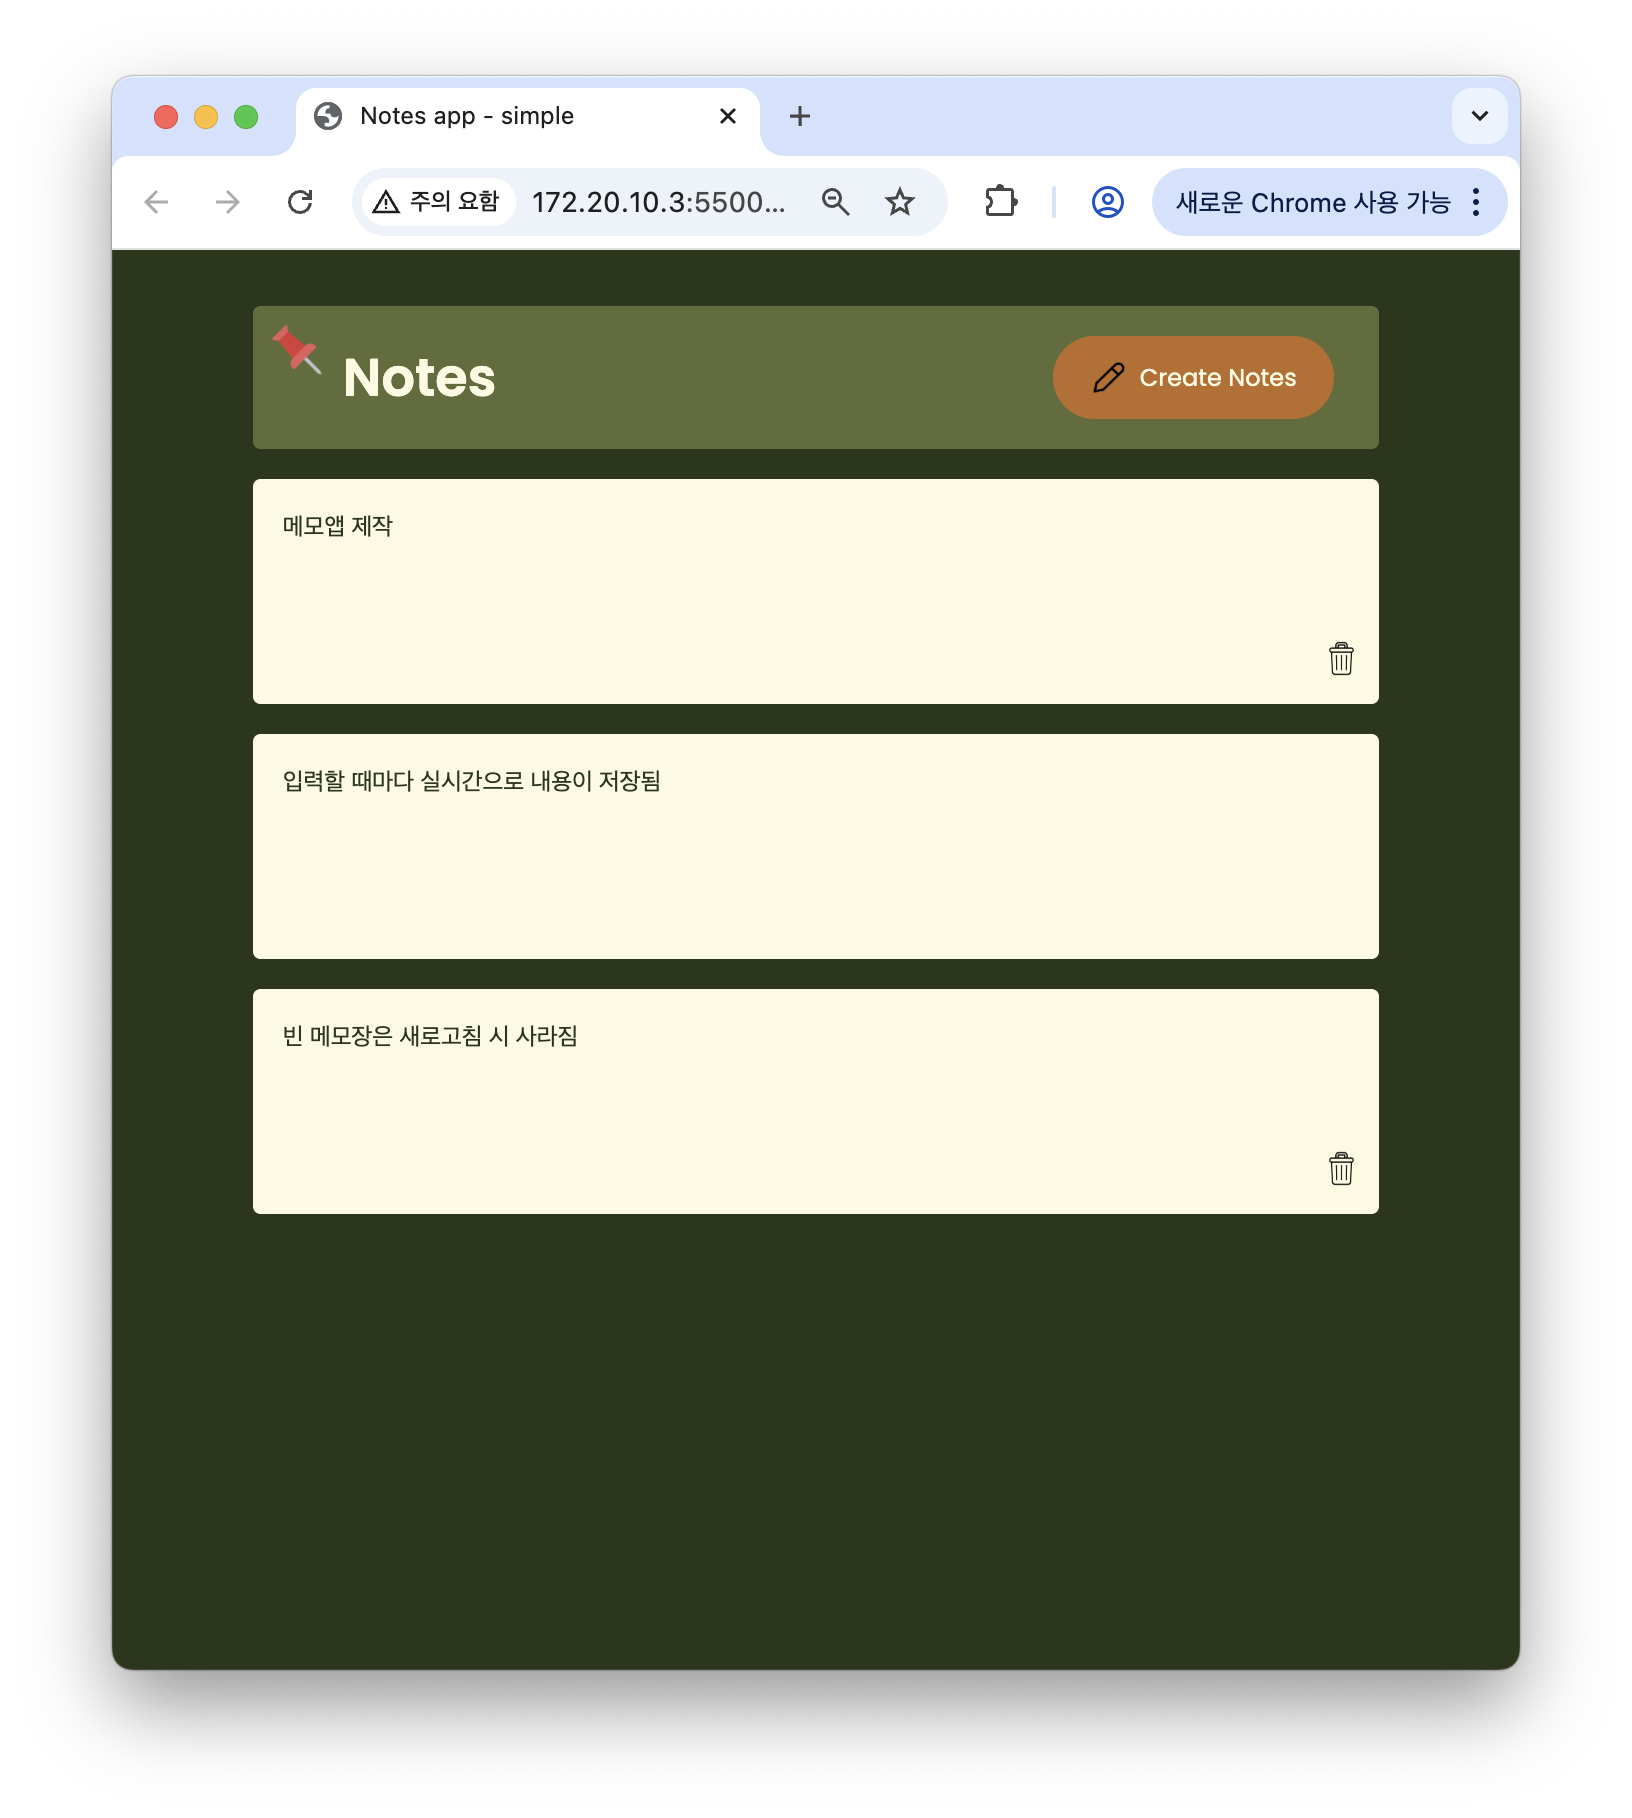 Notes app - simple
주의 요함 172.20.10.3:5500... 새로운 Chrome 사용 가능
Notes
Create Notes
메모앱 제작
입력할 때마다 실시간으로 내용이 저장됨
빈 메모장은 새로고침 시 사라짐